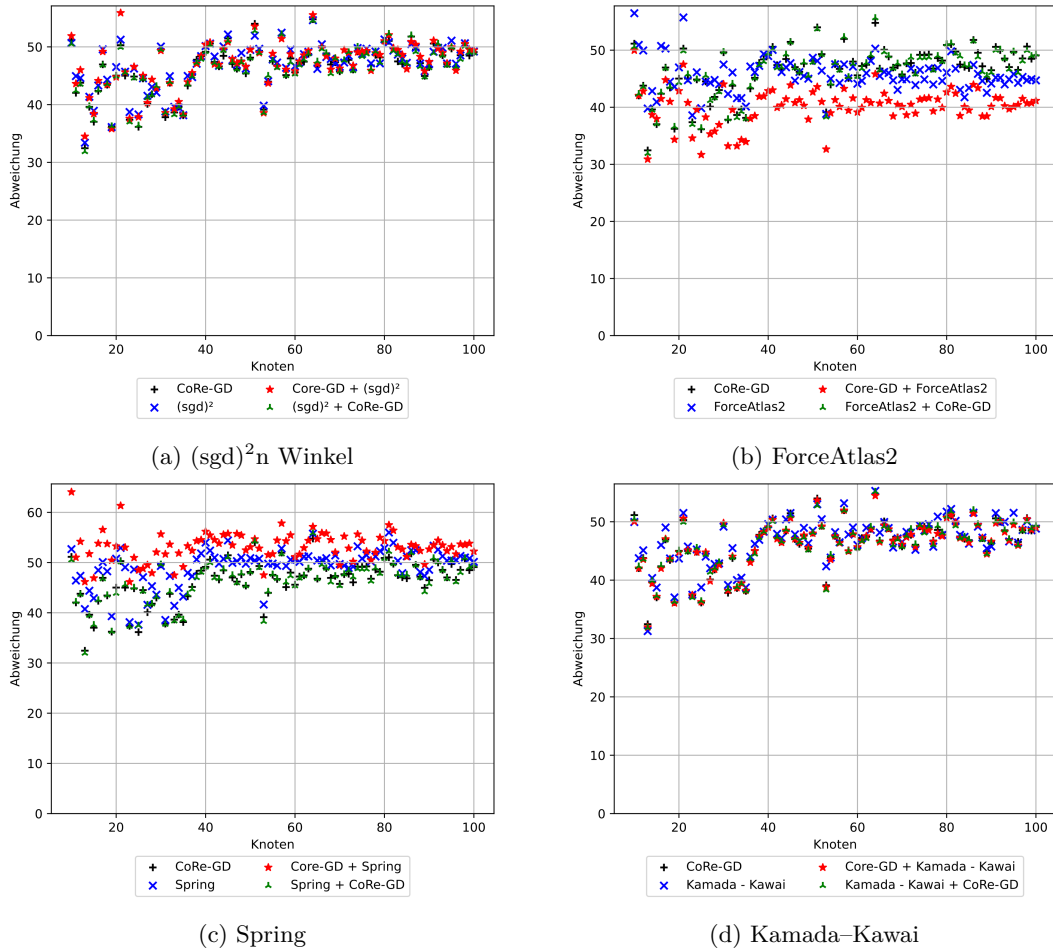 50
40
30
20
10
0
Abweichung
20
40
60
80
100
Knoten
CoRe-GD
Core-GD + (sgd)²
(sgd)²
(sgd)² + CoRe-GD
(a) (sgd)²n Winkel
50
40
30
20
10
0
Abweichung
20
40
60
80
100
Knoten
CoRe-GD
Core-GD + ForceAtlas2
ForceAtlas2
ForceAtlas2 + CoRe-GD
(b) ForceAtlas2
60
50
40
30
20
10
0
Abweichung
20
40
60
80
100
Knoten
CoRe-GD
Core-GD + Spring
Spring
Spring + CoRe-GD
(c) Spring
50
40
30
20
10
0
Abweichung
20
40
60
80
100
Knoten
CoRe-GD
Core-GD + Kamada - Kawai
Kamada - Kawai
Kamada - Kawai + CoRe-GD
(d) Kamada–Kawai